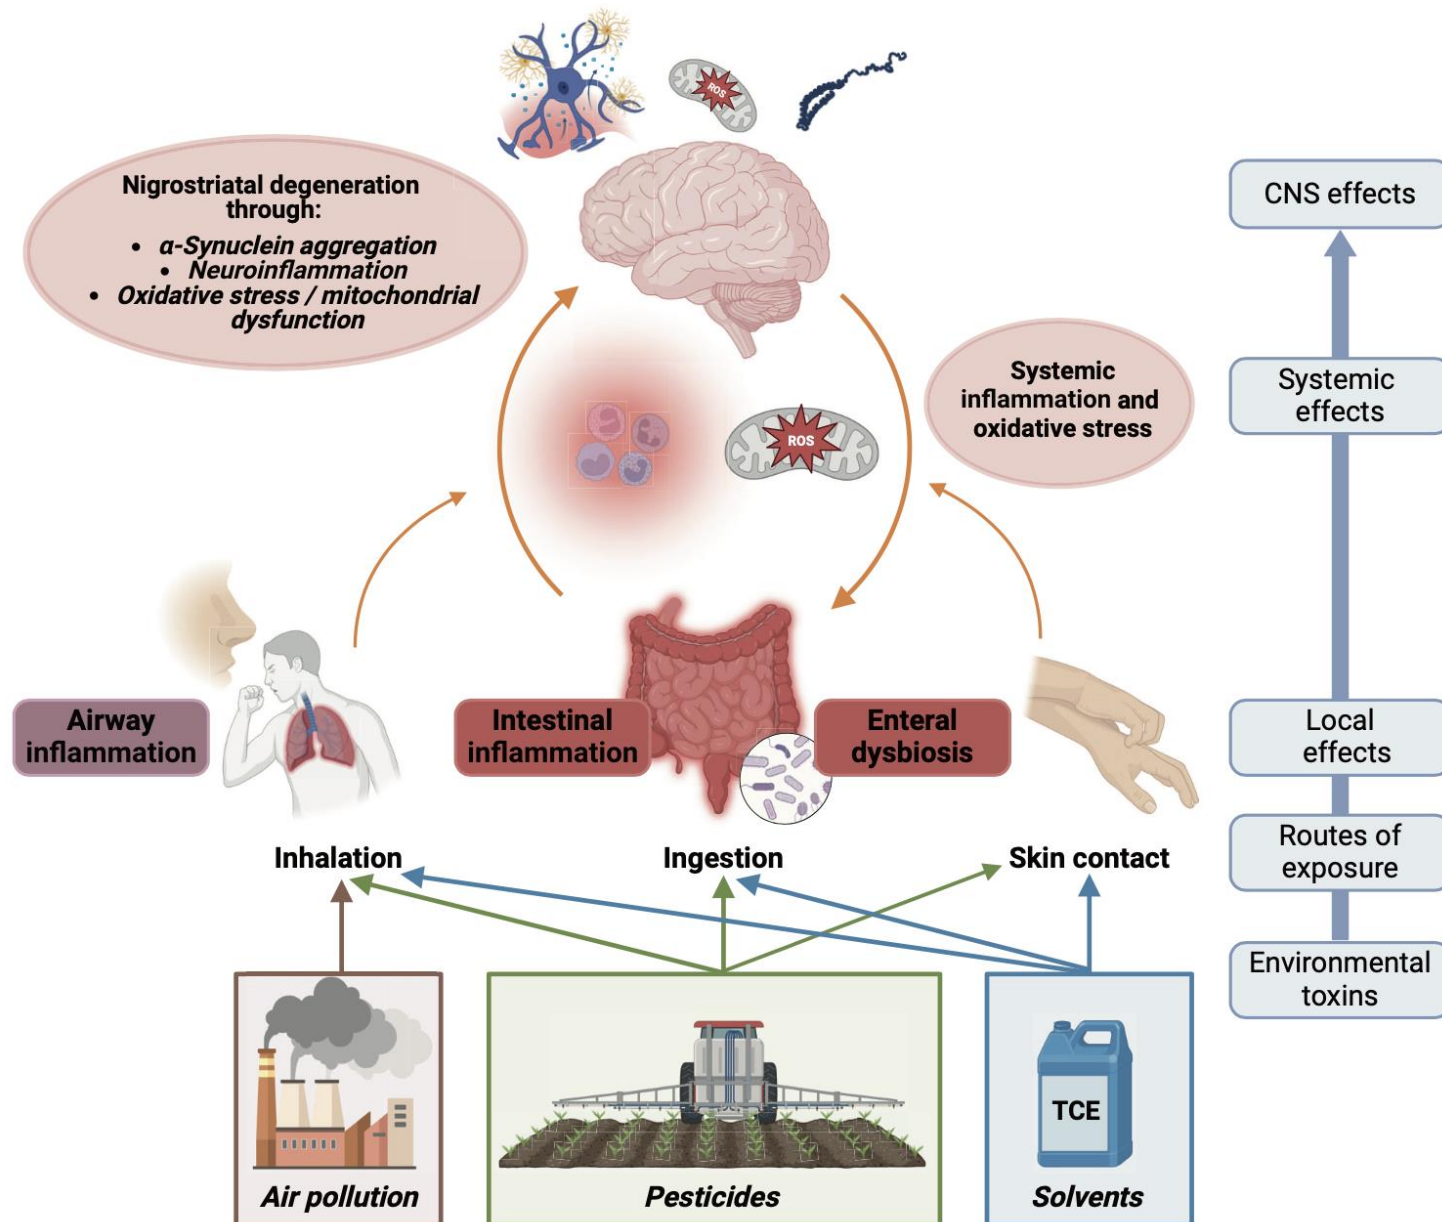 ROS
Nigrostriatal degeneration
through:
• α-Synuclein aggregation
• Neuroinflammation
• Oxidative stress / mitochondrial
dysfunction
CNS effects
Systemic
inflammation and
oxidative stress
Systemic
effects
ROS
Airway
inflammation
Intestinal
inflammation
Enteral
dysbiosis
Local
effects
Inhalation
Ingestion
Skin contact
Routes of
exposure
Environmental
toxins
TCE
Air pollution
Pesticides
Solvents